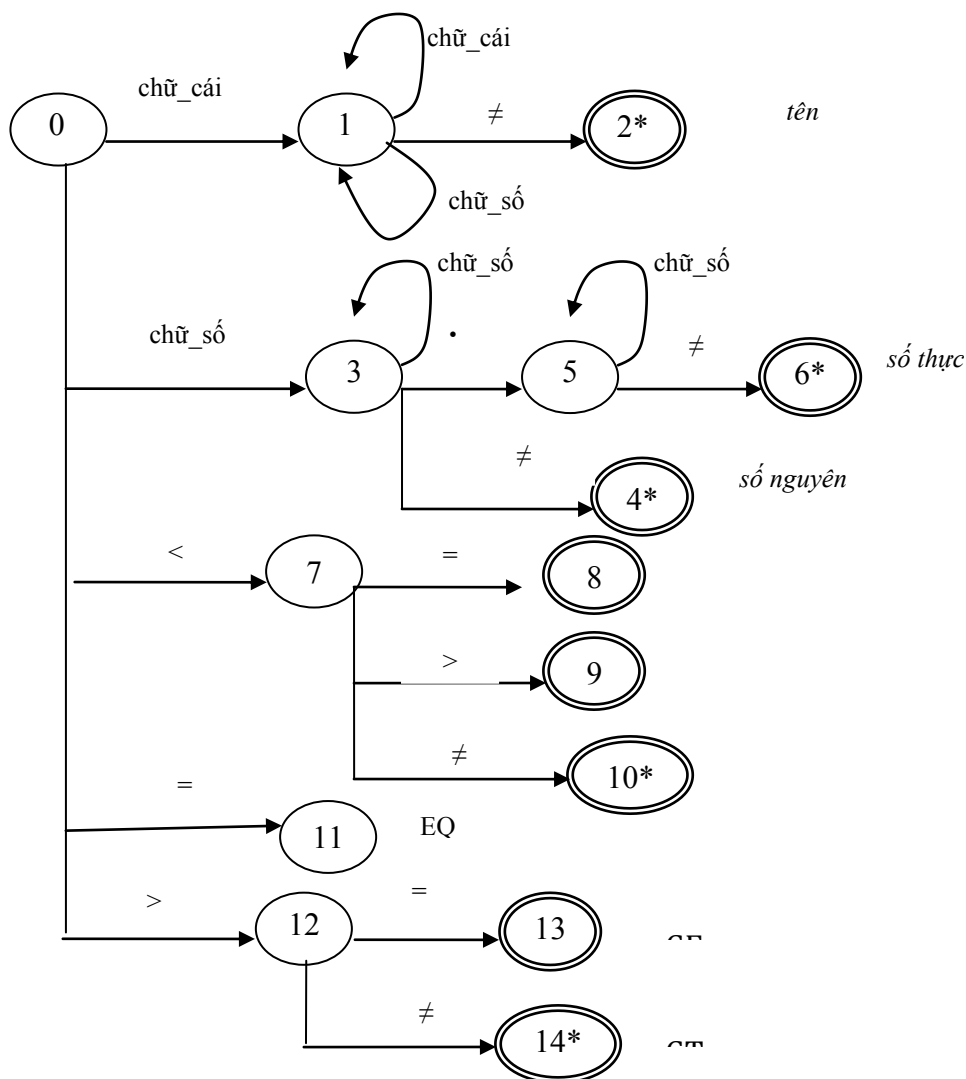 chữ_cái
chữ_cái
0
1
≠
2*
tên
chữ_số
chữ_số
chữ_số
chữ_số
.
3
5
≠
6*
số thực
≠
4*
số nguyên
<
7
=
8
>
9
≠
10*
=
11
EQ
>
12
=
13
≠
14*